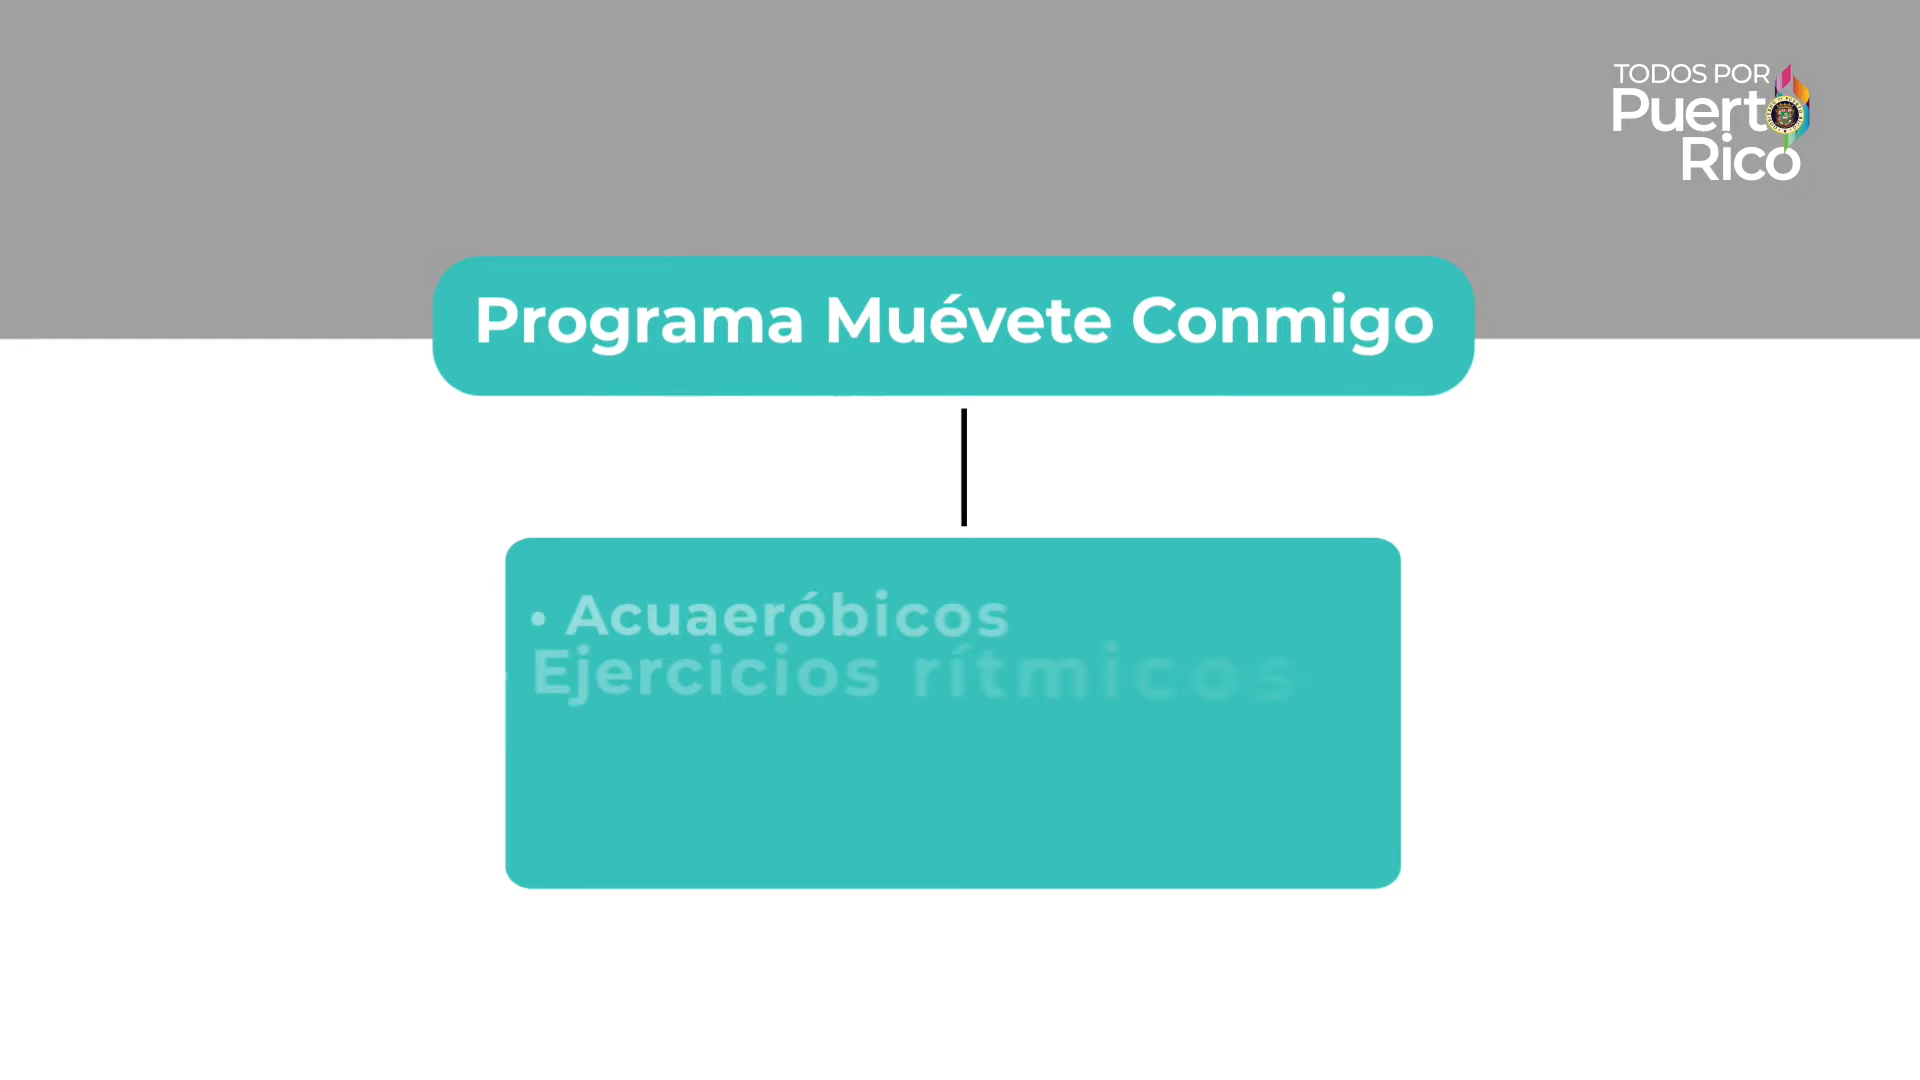 TODOS POR
Puerto
Rico
Programa Muévete Conmigo
• Acuaeróbicos
Ejercicios rítmicos